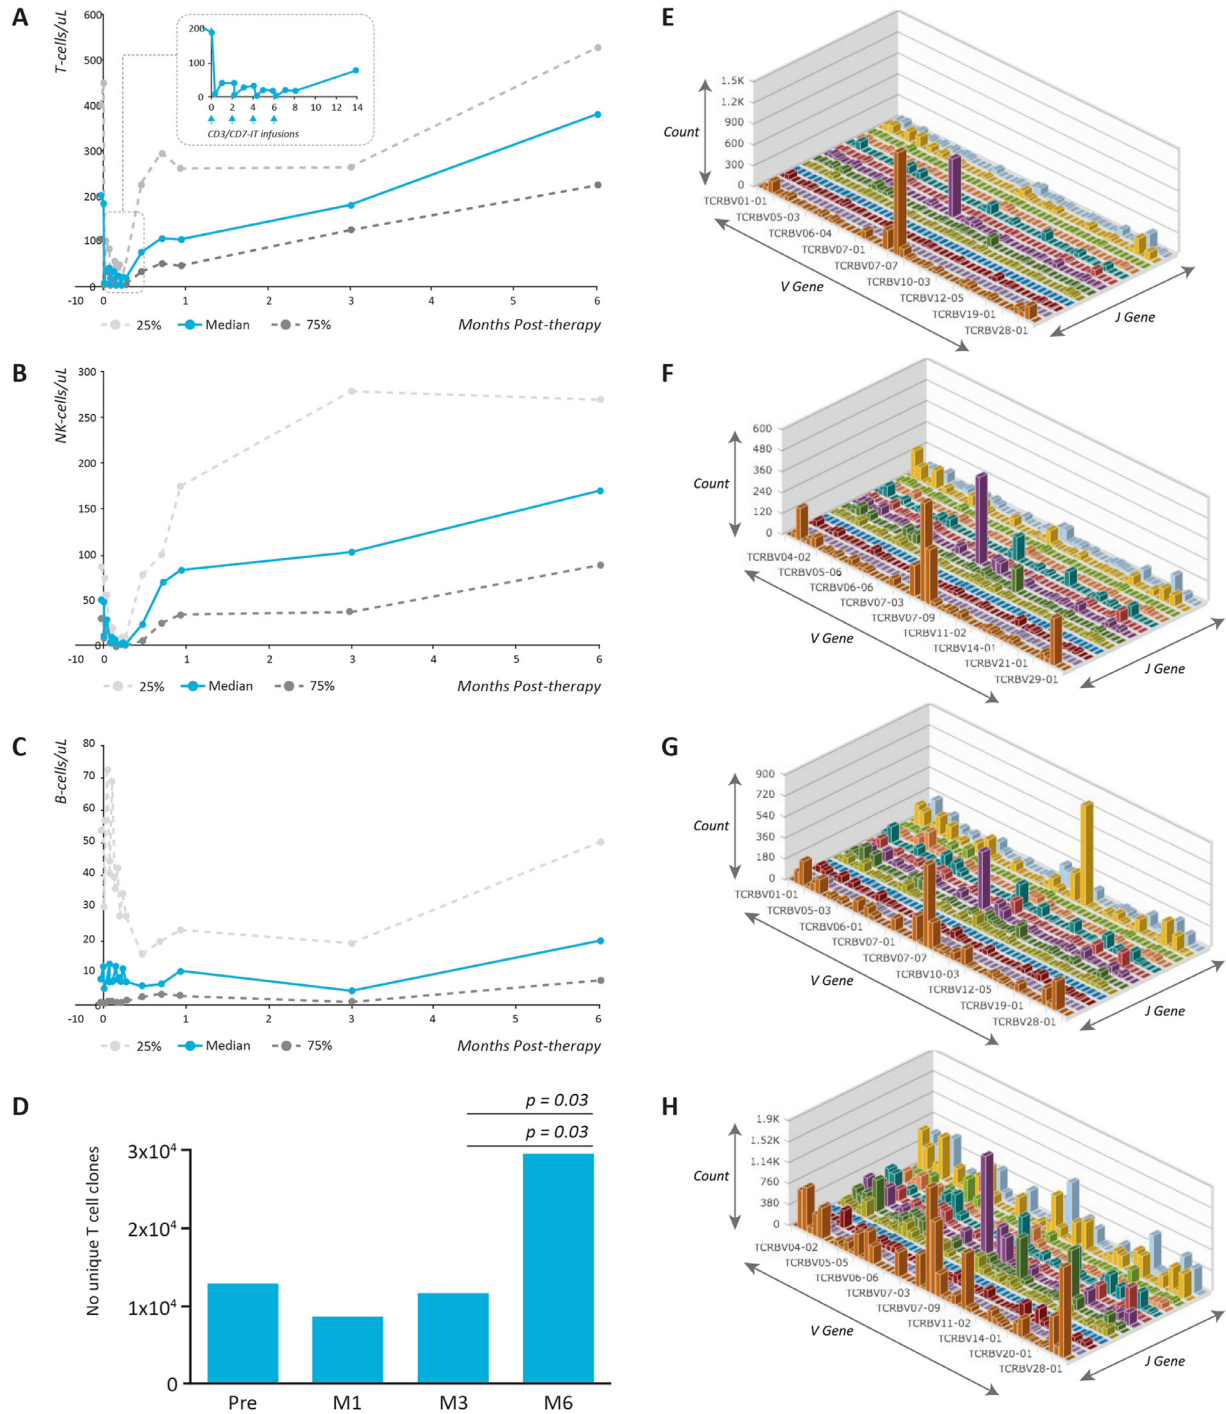 A
T-cells/uL
600
500
400
300
200
100
0
-10
0
1
2
3
4
5
6
200
100
0
0
2
4
6
8
10
12
14
CD3/CD7-IT infusions
25%
Median
75%
Months Post-therapy
B
NK-cells/uL
300
250
200
150
100
50
0
-10
0
1
2
3
4
5
6
25%
Median
75%
Months Post-therapy
C
B-cells/uL
80
70
60
50
40
30
20
10
0
-10
0
1
2
3
4
5
6
25%
Median
75%
Months Post-therapy
D
No unique T cell clones
3x10⁴
2x10⁴
1x10⁴
0
p = 0.03
p = 0.03
Pre
M1
M3
M6
E
Count
1.5K
1.2K
900
600
300
0
TCRBV01-01
TCRBV05-03
TCRBV06-04
TCRBV07-01
TCRBV07-07
TCRBV10-03
TCRBV12-05
TCRBV19-01
TCRBV28-01
V Gene
J Gene
F
Count
600
480
360
240
120
0
TCRBV04-02
TCRBV05-06
TCRBV06-06
TCRBV07-03
TCRBV07-09
TCRBV11-02
TCRBV14-01
TCRBV21-01
TCRBV29-01
V Gene
J Gene
G
Count
900
720
540
360
180
0
TCRBV01-01
TCRBV05-03
TCRBV06-01
TCRBV07-01
TCRBV07-07
TCRBV10-03
TCRBV12-05
TCRBV19-01
TCRBV28-01
V Gene
J Gene
H
Count
1.9K
1.52K
1.14K
760
380
0
TCRBV04-02
TCRBV05-05
TCRBV06-06
TCRBV07-03
TCRBV07-09
TCRBV11-02
TCRBV14-01
TCRBV20-01
TCRBV28-01
V Gene
J Gene